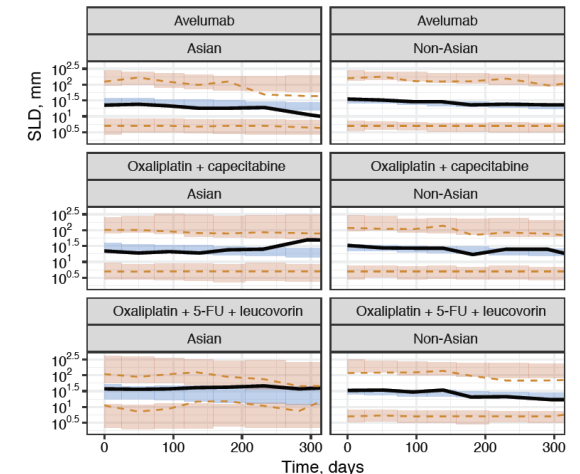 Avelumab
Avelumab
Asian
Non-Asian
SLD, mm
10^2.5
10^2
10^1.5
10^1
10^0.5
Oxaliplatin + capecitabine
Oxaliplatin + capecitabine
Asian
Non-Asian
10^2.5
10^2
10^1.5
10^1
10^0.5
Oxaliplatin + 5-FU + leucovorin
Oxaliplatin + 5-FU + leucovorin
Asian
Non-Asian
10^2.5
10^2
10^1.5
10^1
10^0.5
0 100 200 300 0 100 200 300
Time, days